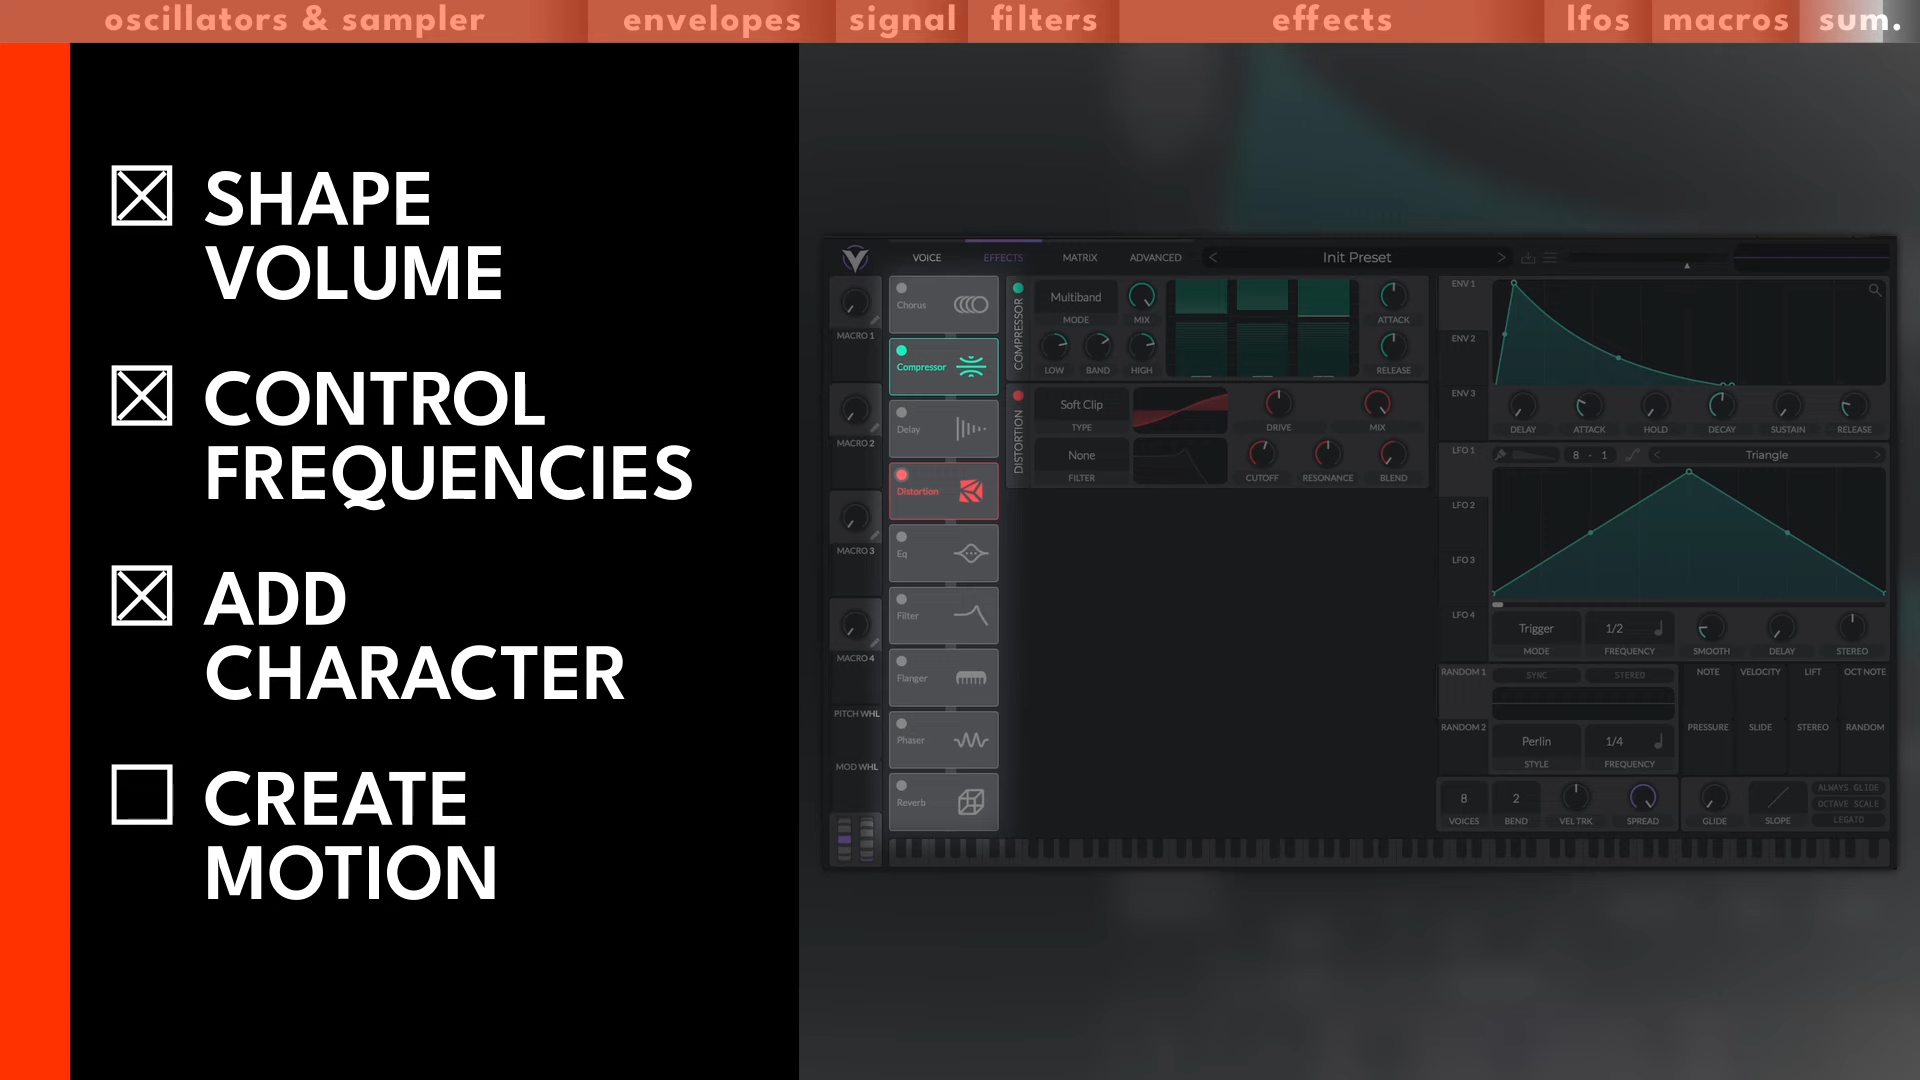 oscillators & sampler envelopes signal filters effects lfos macros sum.
SHAPE
VOLUME
CONTROL
FREQUENCIES
ADD
CHARACTER
CREATE
MOTION
VOICE EFFECTS MATRIX ADVANCED Init Preset
MACRO 1
MACRO 2
MACRO 3
MACRO 4
PITCH WHL
MOD WHL
Chorus
Compressor
Delay
Distortion
Eq
Filter
Flanger
Phaser
Reverb
COMPRESSOR
Multiband
MODE MIX ATTACK
LOW BAND HIGH RELEASE
DISTORTION
Soft Clip
TYPE DRIVE MIX
None
FILTER CUTOFF RESONANCE BLEND
ENV 1
ENV 2
ENV 3
DELAY ATTACK HOLD DECAY SUSTAIN RELEASE
LFO 1 8 - 1 Triangle
LFO 2
LFO 3
LFO 4
Trigger 1/2
MODE FREQUENCY SMOOTH DELAY STEREO
RANDOM 1 SYNC STEREO
RANDOM 2
Perlin 1/4
STYLE FREQUENCY
NOTE VELOCITY LIFT OCT NOTE
PRESSURE SLIDE STEREO RANDOM
8 2
VOICES BEND VEL TRK SPREAD GLIDE SLOPE
ALWAYS GLIDE
OCTAVE SCALE
LEGATO